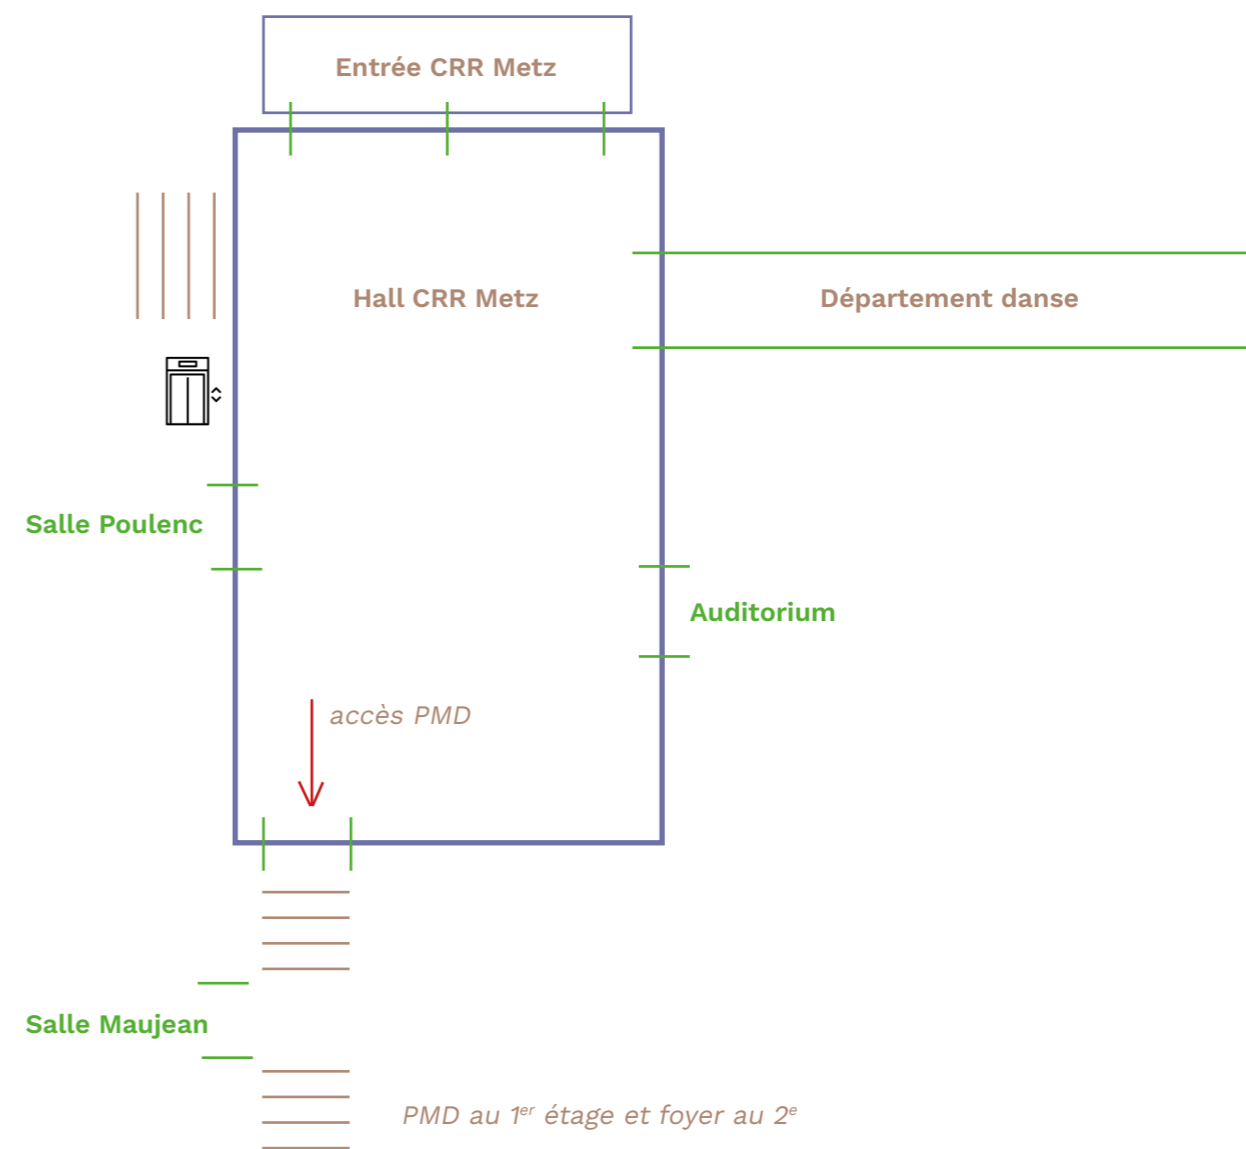 Entrée CRR Metz
Hall CRR Metz
Département danse
Salle Poulenc
Auditorium
accès PMD
Salle Maujean
PMD au 1er étage et foyer au 2e